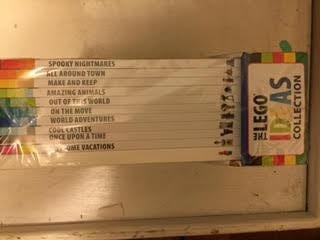 SPOOKY NIGHTMARES
ALL AROUND TOWN
MAKE AND KEEP
AMAZING ANIMALS
OUT OF THIS WORLD
ON THE MOVE
WORLD ADVENTURES
COOL CASTLES
ONCE UPON A TIME
VACATIONS
THE LEGO
IDEAS
COLLECTION